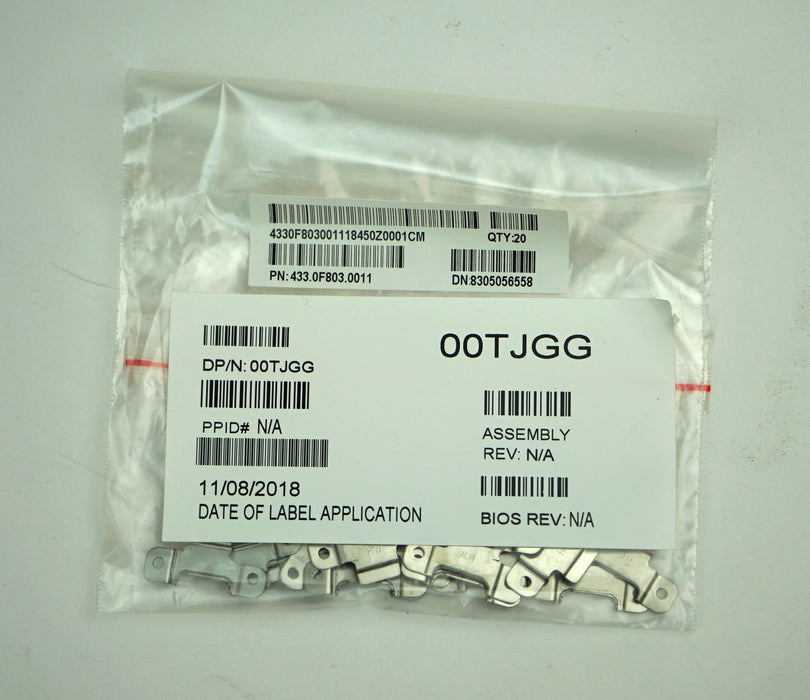 4330F803001118450Z0001CM QTY:20
PN: 433.0F803.0011 DN:8305056558
00TJGG
DP/N: 00TJGG
PPID# N/A
ASSEMBLY
REV: N/A
11/08/2018
DATE OF LABEL APPLICATION
BIOS REV: N/A